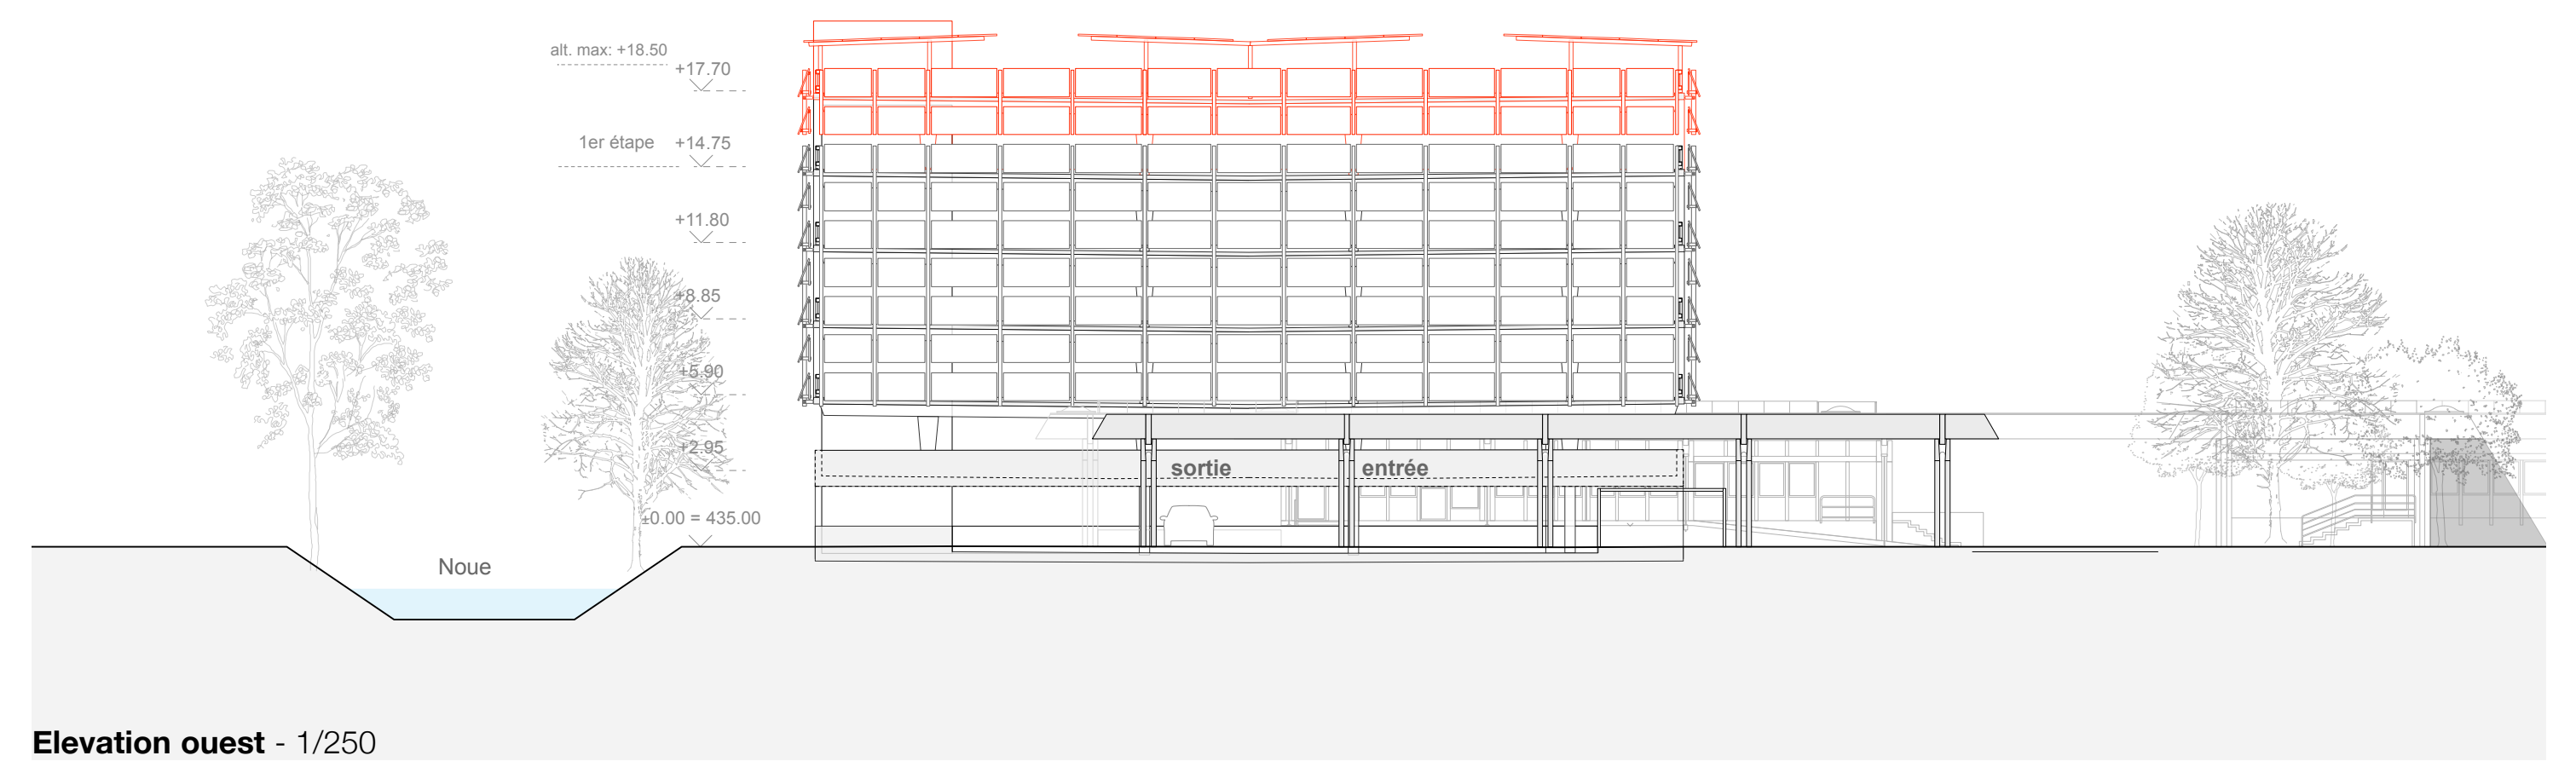 alt. max: +18.50
+17.70
1er étape +14.75
+11.80
+8.85
+5.90
+2.95
sortie entrée
±0.00 = 435.00
Noue
Elevation ouest - 1/250